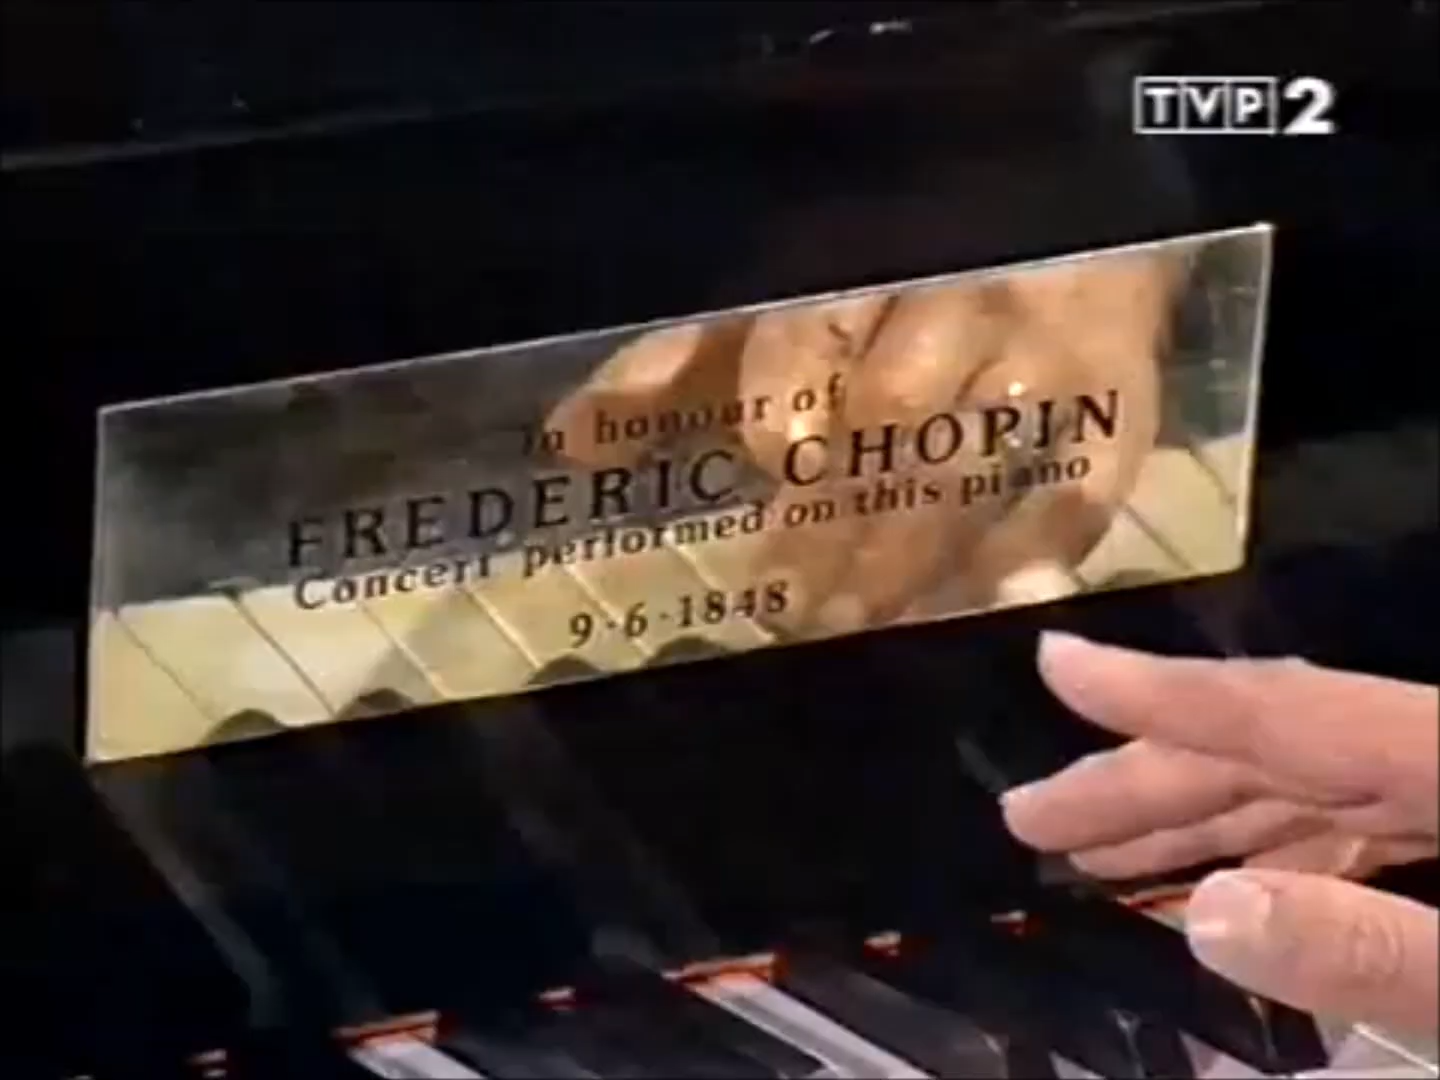 TVP2
in honour of
FREDERIC CHOPIN
Concert performed on this piano
9-6-1848